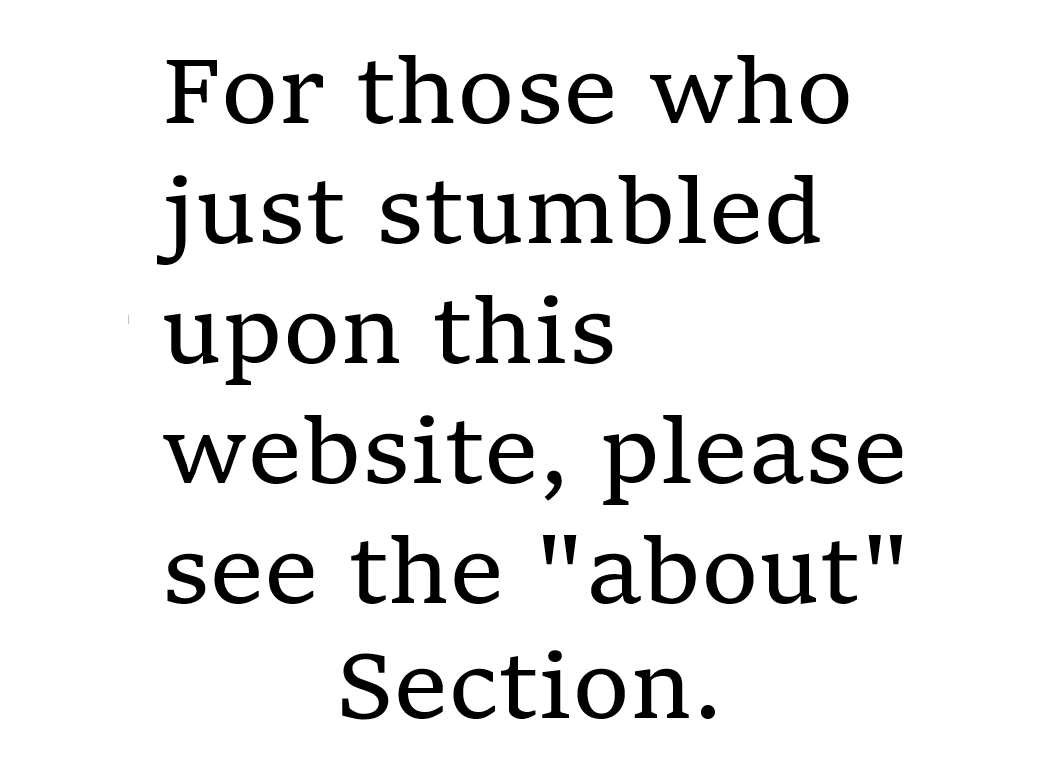 For those who
just stumbled
upon this
website, please
see the "about"
Section.